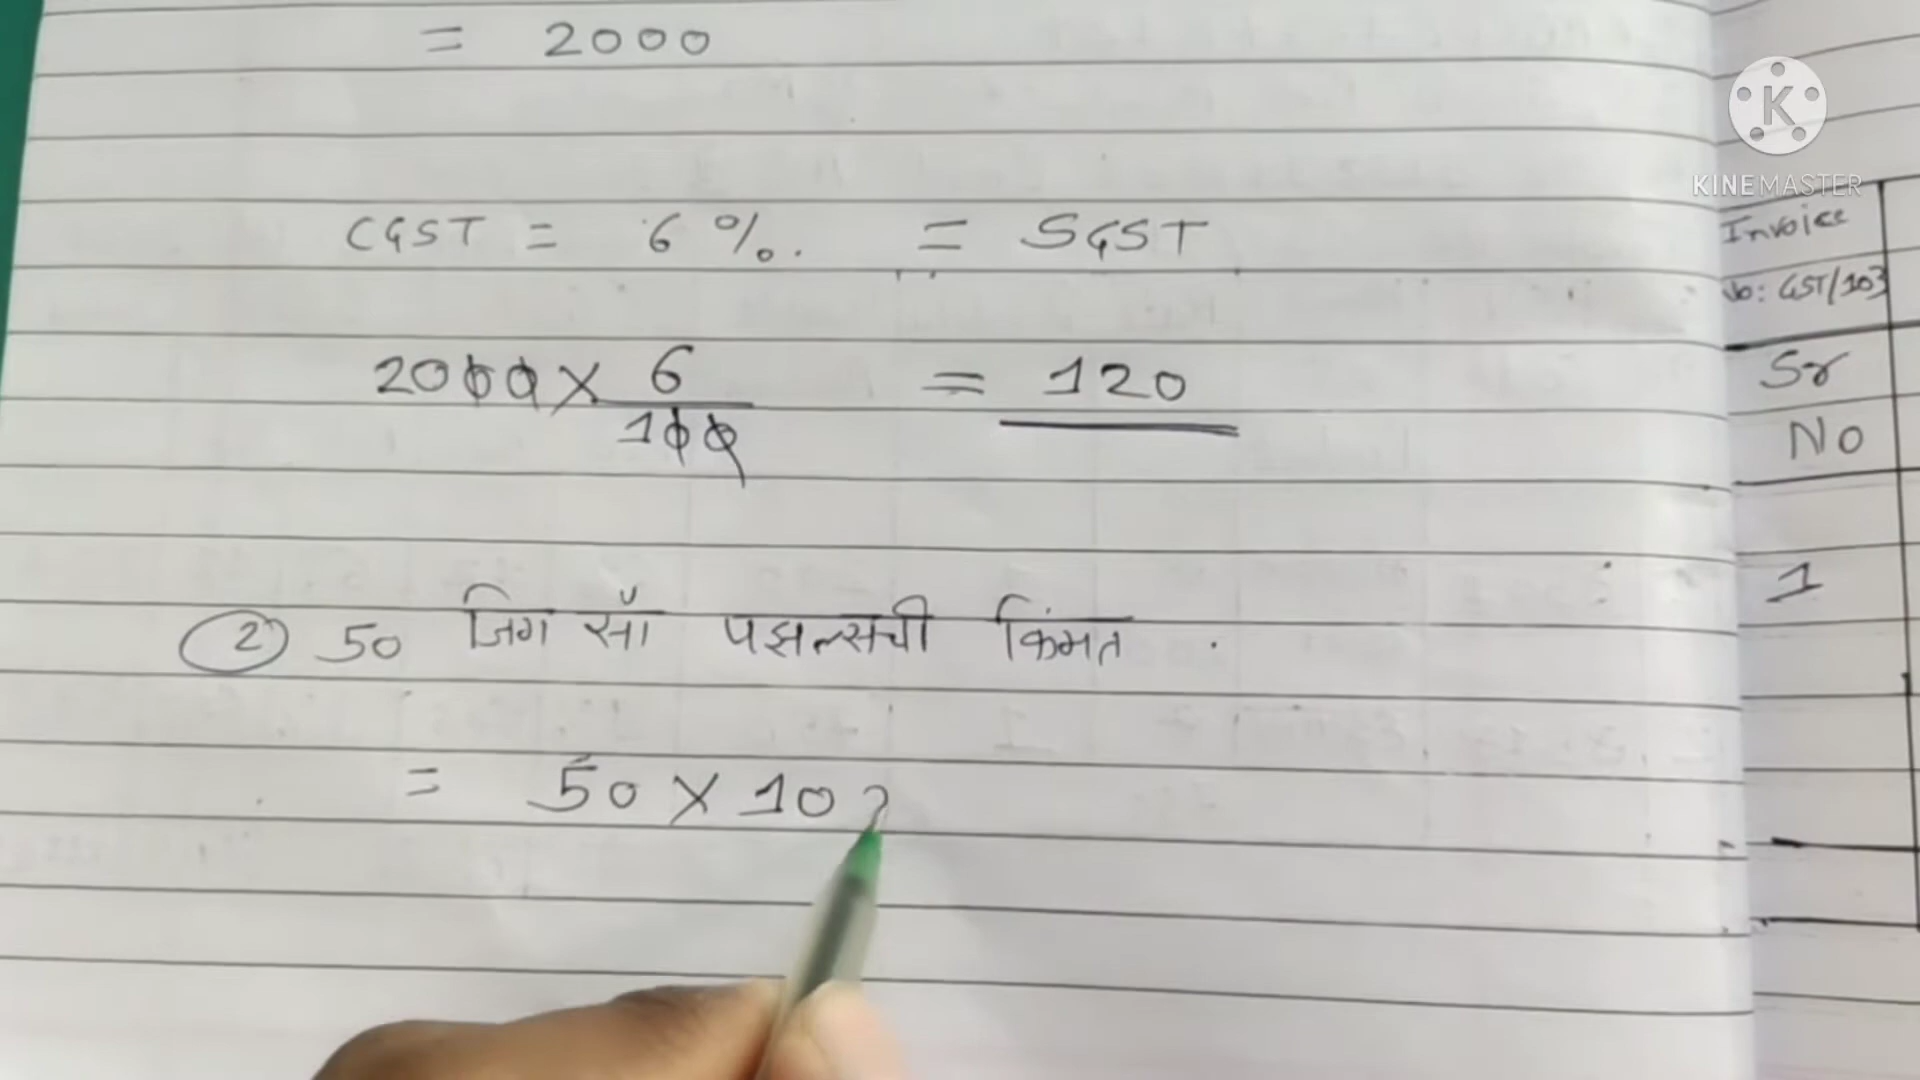 = 2000
CGST = 6 %. = SGST
2000 × 6/100 = 120
② 50 जिग सॉ पझल्सची किंमत .
= 50 × 10
KINEMASTER
Invoice
No: GST/103
Sr
No
1